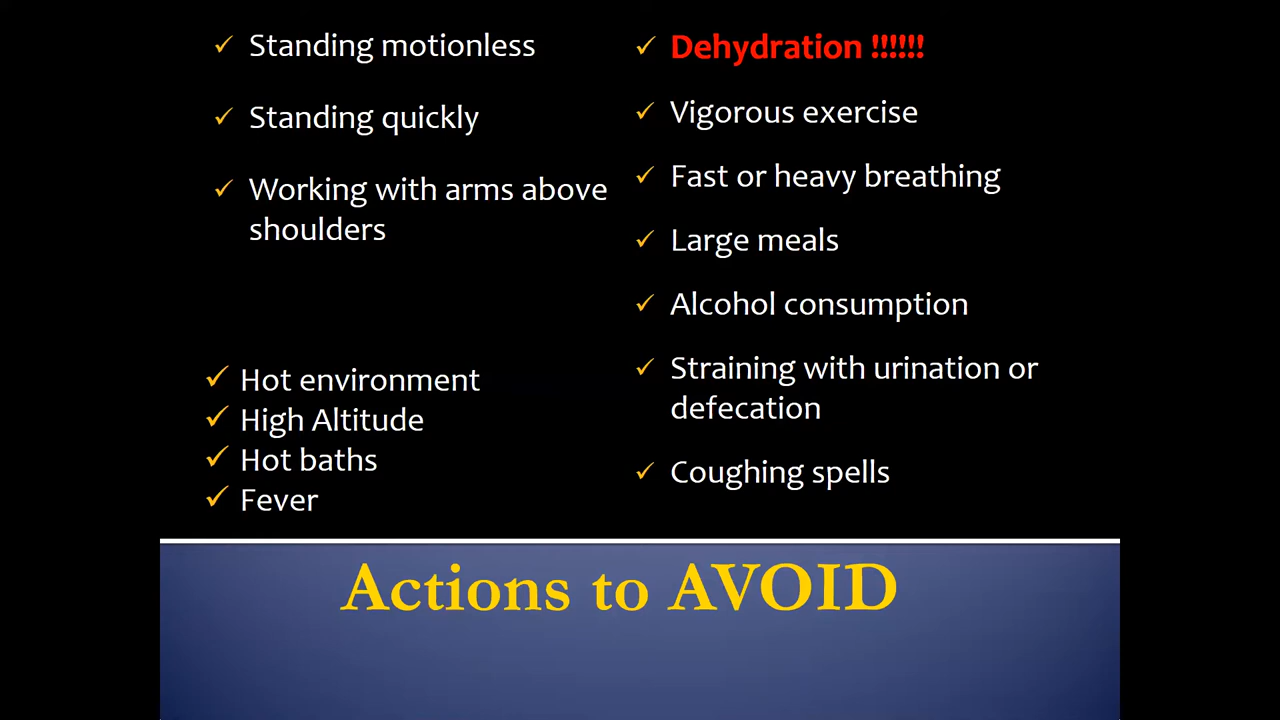 Standing motionless
Standing quickly
Working with arms above
shoulders
Hot environment
High Altitude
Hot baths
Fever
Dehydration !!!!!!
Vigorous exercise
Fast or heavy breathing
Large meals
Alcohol consumption
Straining with urination or
defecation
Coughing spells
Actions to AVOID